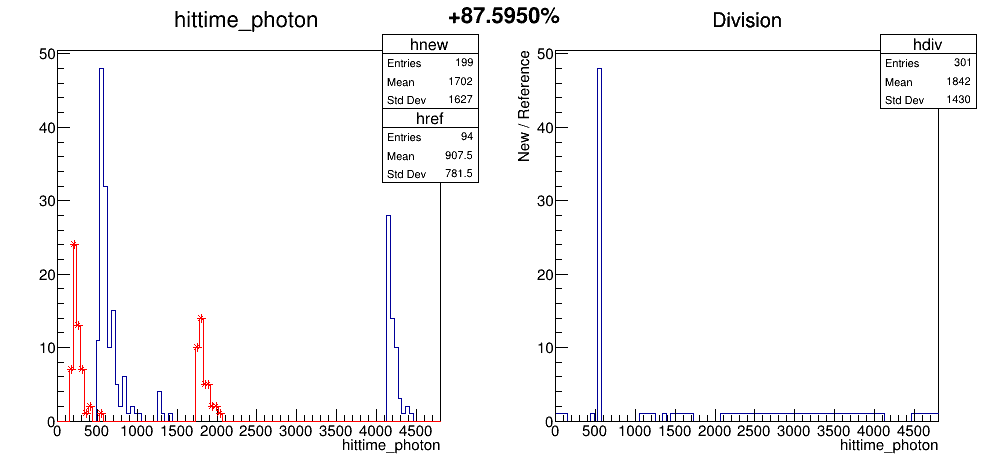 +87.5950%
hittime_photon
hnew
Entries 199
Mean 1702
Std Dev 1627
href
Entries 94
Mean 907.5
Std Dev 781.5
50
40
30
20
10
0
0 500 1000 1500 2000 2500 3000 3500 4000 4500
hittime_photon
Division
hdiv
Entries 301
Mean 1842
Std Dev 1430
New / Reference
50
40
30
20
10
0
0 500 1000 1500 2000 2500 3000 3500 4000 4500
hittime_photon